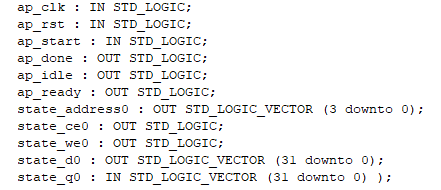 ap_clk : IN STD_LOGIC;
ap_rst : IN STD_LOGIC;
ap_start : IN STD_LOGIC;
ap_done : OUT STD_LOGIC;
ap_idle : OUT STD_LOGIC;
ap_ready : OUT STD_LOGIC;
state_address0 : OUT STD_LOGIC_VECTOR (3 downto 0);
state_ce0 : OUT STD_LOGIC;
state_we0 : OUT STD_LOGIC;
state_d0 : OUT STD_LOGIC_VECTOR (31 downto 0);
state_q0 : IN STD_LOGIC_VECTOR (31 downto 0) );